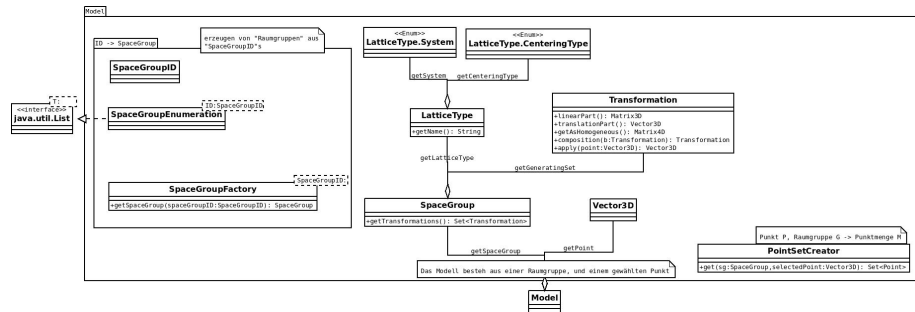 Model
erzeugen von "Raumgruppen" aus
"SpaceGroupID"s
ID -> SpaceGroup
SpaceGroupID
T:
<<interface>>
java.util.List
ID:SpaceGroupID
SpaceGroupEnumeration
SpaceGroupID:
SpaceGroupFactory
+getSpaceGroup(spaceGroupID:SpaceGroupID): SpaceGroup
<<Enum>>
LatticeType.System
<<Enum>>
LatticeType.CenteringType
getSystem
getCenteringType
LatticeType
+getName(): String
Transformation
+linearPart(): Matrix3D
+translationPart(): Vector3D
+getAsHomogeneous(): Matrix4D
+composition(b:Transformation): Transformation
+apply(point:Vector3D): Vector3D
getLatticeType
getGeneratingSet
SpaceGroup
+getTransformations(): Set<Transformation>
Vector3D
getSpaceGroup
getPoint
Punkt P, Raumgruppe G -> Punktmenge M
PointSetCreator
+get(sg:SpaceGroup,selectedPoint:Vector3D): Set<Point>
Das Modell besteh aus einer Raumgruppe, und einem gewählten Punkt
Model